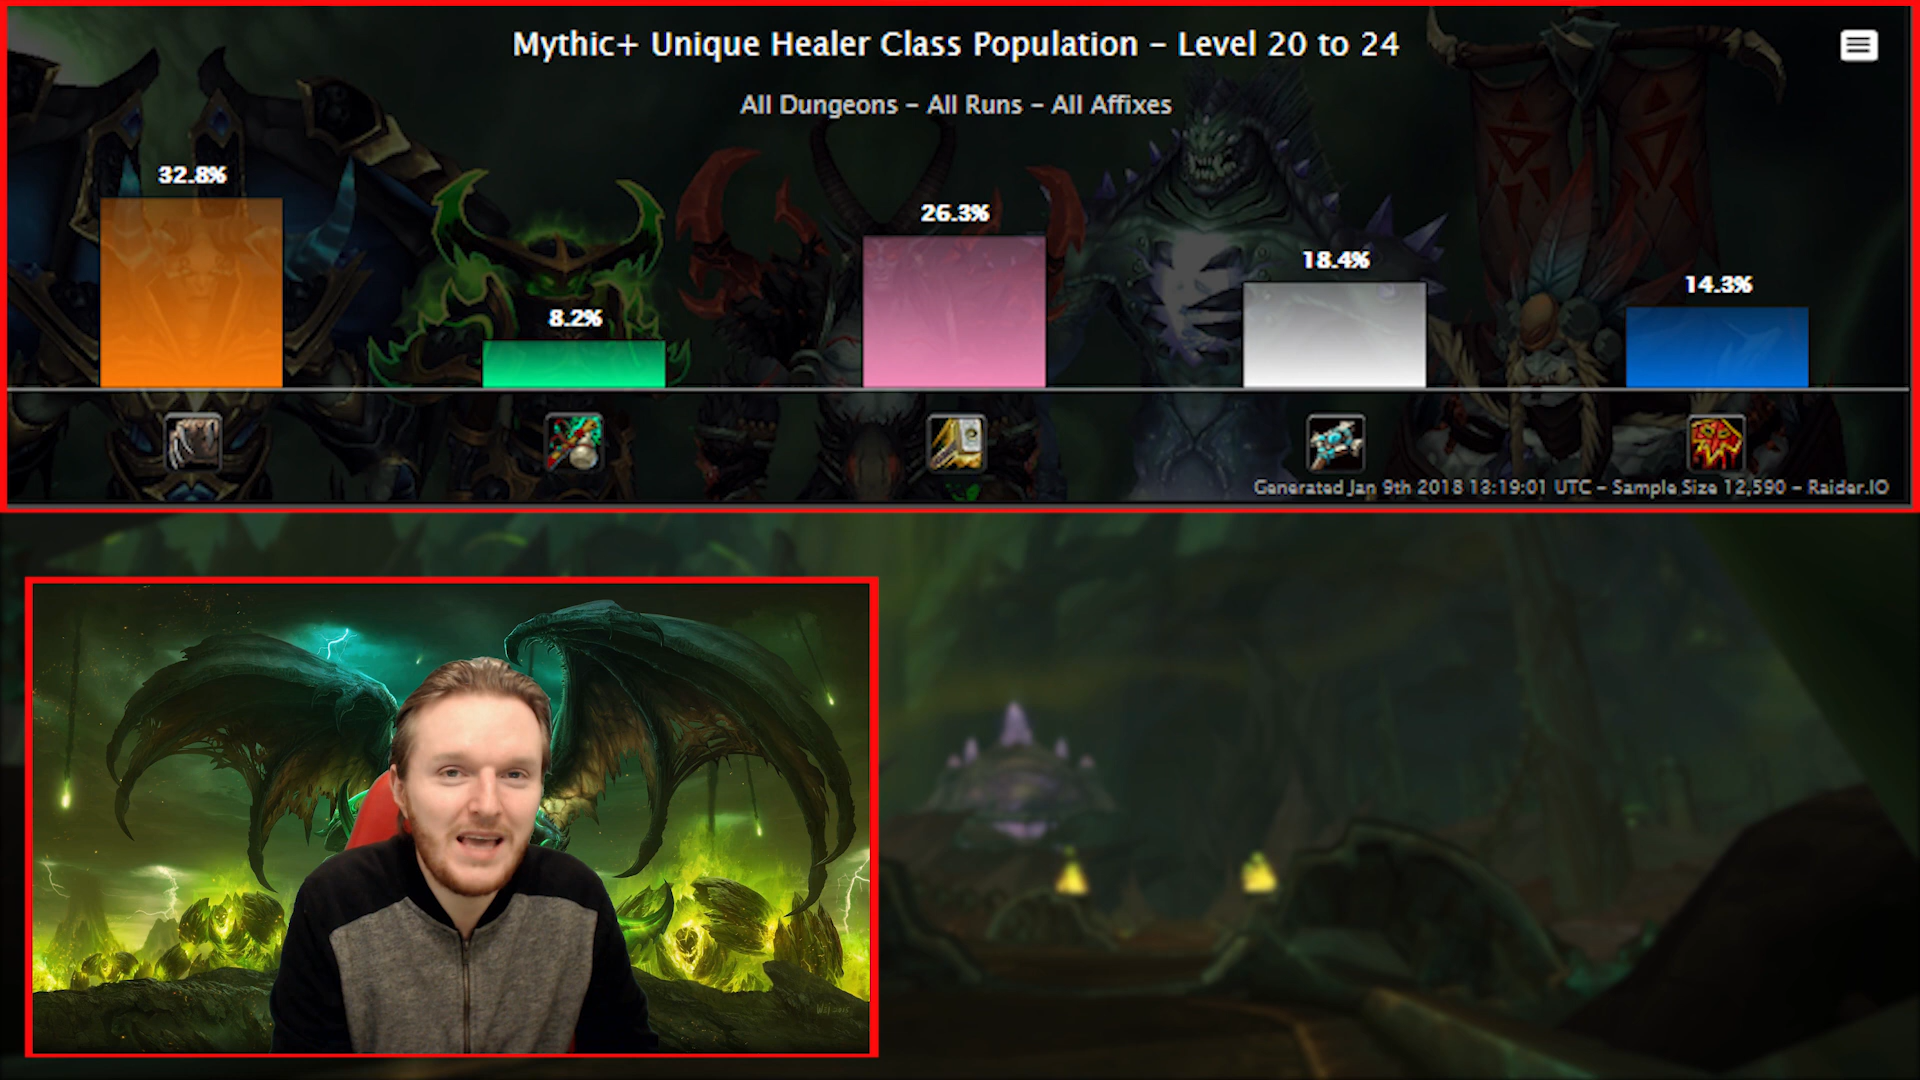 Mythic+ Unique Healer Class Population - Level 20 to 24
All Dungeons - All Runs - All Affixes
32.8%
8.2%
26.3%
18.4%
14.3%
Generated Jan 9th 2018 13:19:01 UTC - Sample Size 12,590 - Raider.IO